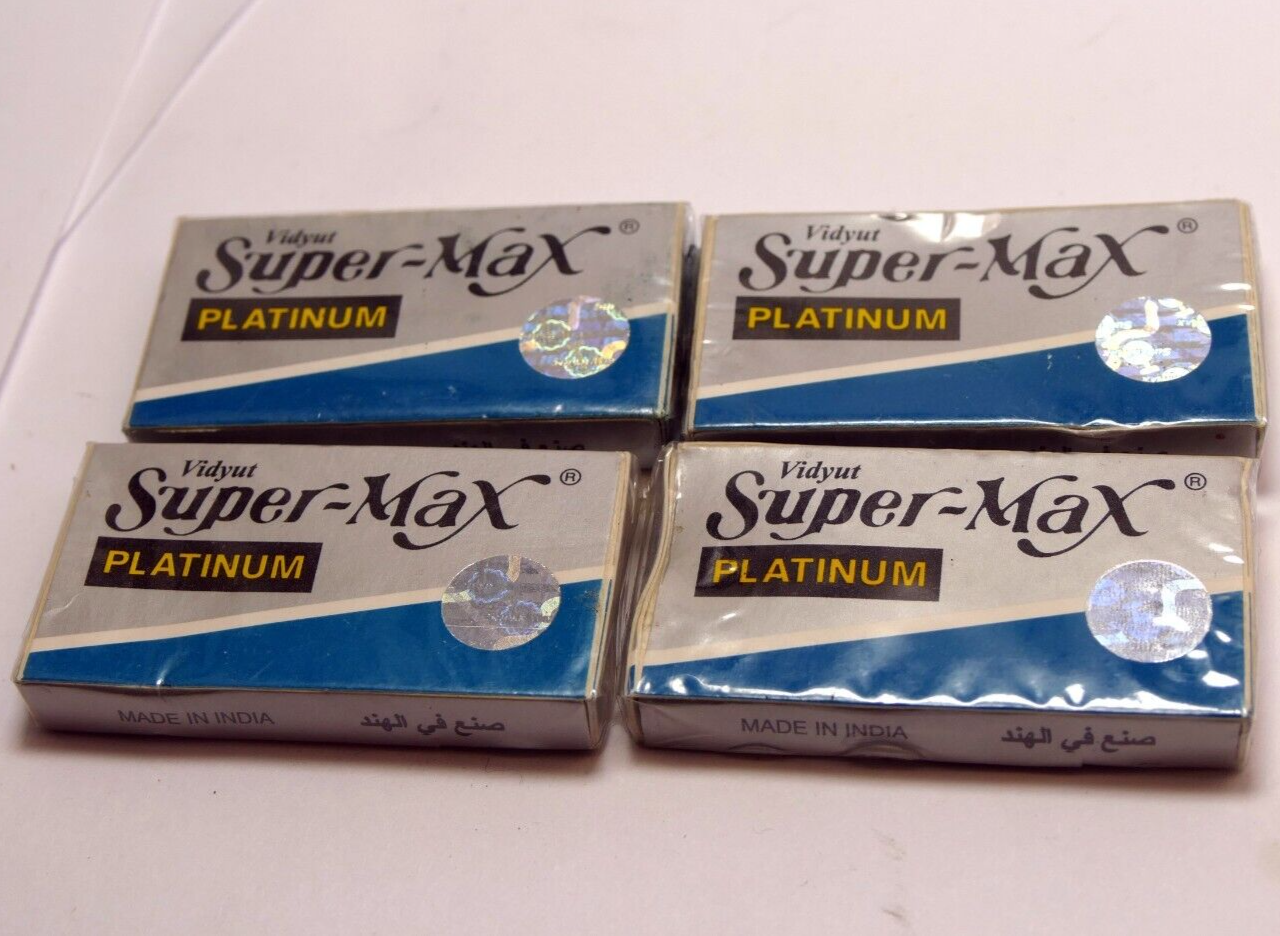 Vidyut
Super-Max®
PLATINUM
Vidyut
Super-Max®
PLATINUM
Vidyut
Super-Max®
PLATINUM
MADE IN INDIA صنع في الهند
Vidyut
Super-Max®
PLATINUM
MADE IN INDIA صنع في الهند